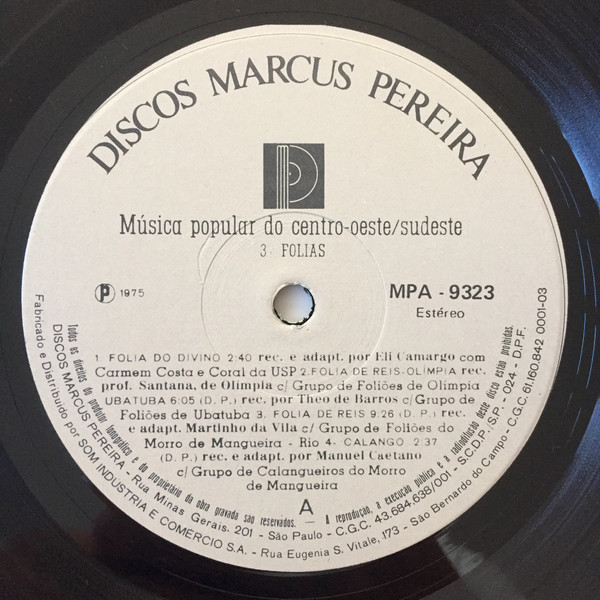 DISCOS MARCUS PEREIRA
Música popular do centro-oeste/sudeste
3. FOLIAS
P 1975
MPA - 9323
Estéreo
1. FOLIA DO DIVINO 2:40 rec. e adapt. por Eli Camargo com
Carmem Costa e Coral da USP 2.FOLIA DE REIS-OLÍMPIA rec.
prof. Santana, de Olímpia c/ Grupo de Foliões de Olímpia
UBATUBA 6:05 (D. P.) rec. por Theo de Barros c/Grupo de
Foliões de Ubatuba 3. FOLIA DE REIS 9:26 (D. P.) rec.
e adapt. Martinho da Vila c/ Grupo de Foliões do
Morro de Mangueira - Rio 4- CALANGO 2:37
(D. P.) rec. e adapt. por Manuel Caetano
c/ Grupo de Calangueiros do Morro
de Mangueira
A
Todos os direitos do produtor fonográfico e do proprietário da obra gravada são reservados. — A reprodução, a execução pública e a radiodifusão deste disco estão proibidas.
DISCOS MARCUS PEREIRA - Rua Minas Gerais, 201 - São Paulo - C.G.C. 43.684.638/001 - S.C.D.P./S.P. - 024 - D.P.F.
Fabricado e Distribuido por SOM INDUSTRIA E COMERCIO S.A. - Rua Eugenia S. Vitale, 173 - São Bernardo do Campo - C.G.C. 61.160.842 0001-03